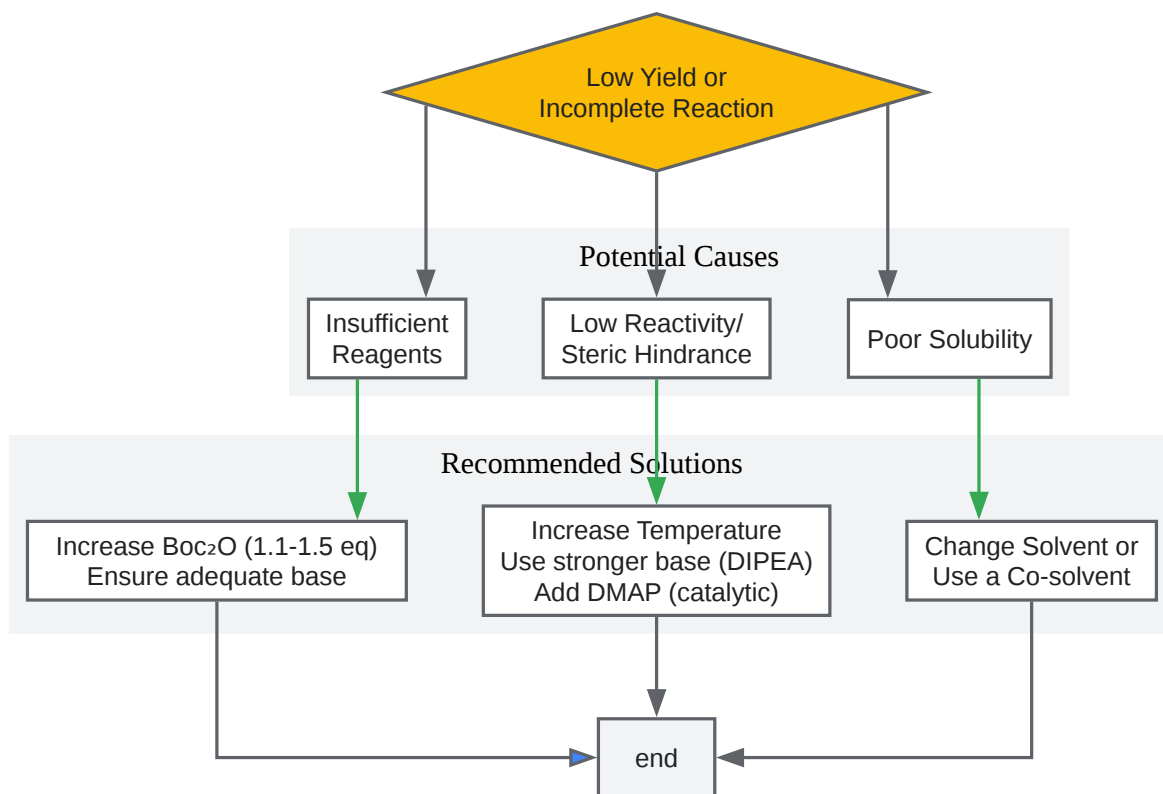 Low Yield or
Incomplete Reaction
Potential Causes
Insufficient
Reagents
Low Reactivity/
Steric Hindrance
Poor Solubility
Recommended Solutions
Increase Boc₂O (1.1-1.5 eq)
Ensure adequate base
Increase Temperature
Use stronger base (DIPEA)
Add DMAP (catalytic)
Change Solvent or
Use a Co-solvent
end